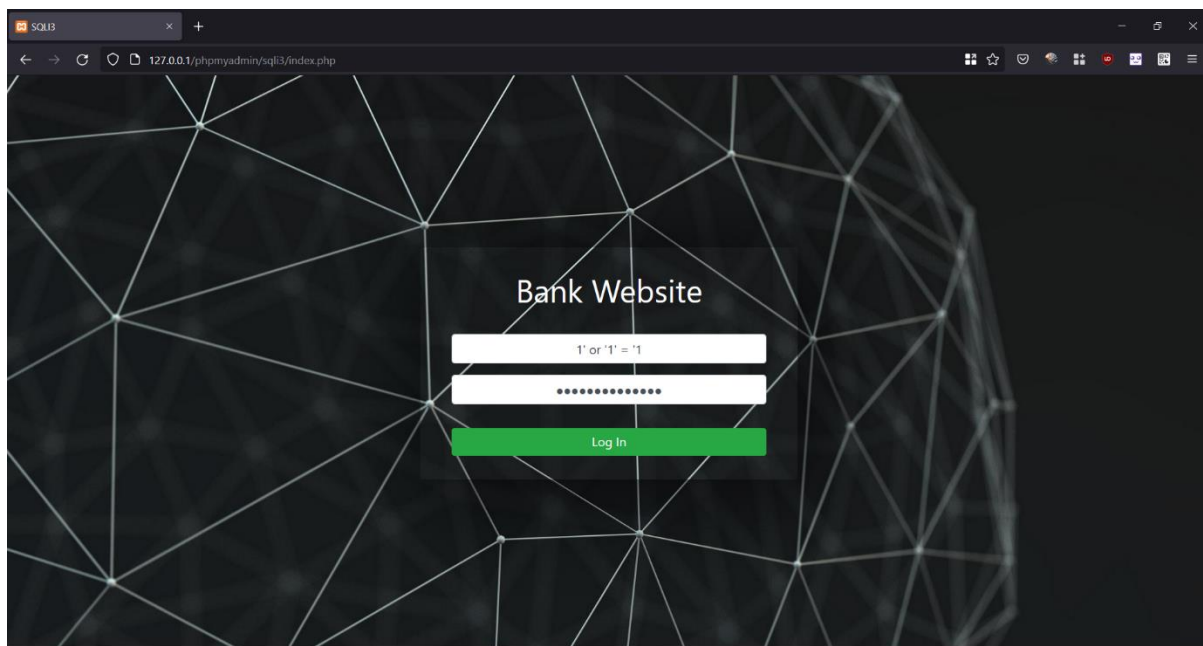 SQLI3
127.0.0.1/phpmyadmin/sqli3/index.php
Bank Website
1' or '1' = '1
••••••••••••••
Log In